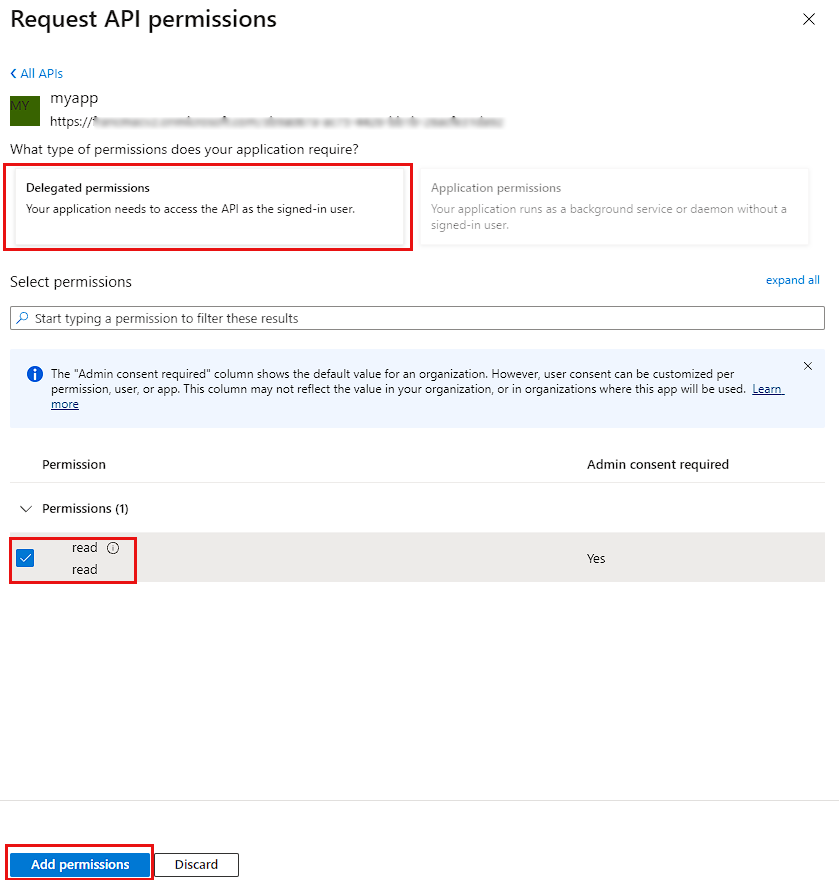 Request API permissions
All APIs
MY
myapp
https://
What type of permissions does your application require?
Delegated permissions
Your application needs to access the API as the signed-in user.
Application permissions
Your application runs as a background service or daemon without a
signed-in user.
Select permissions
expand all
Start typing a permission to filter these results
The "Admin consent required" column shows the default value for an organization. However, user consent can be customized per
permission, user, or app. This column may not reflect the value in your organization, or in organizations where this app will be used. Learn
more
Permission
Admin consent required
Permissions (1)
read
read
Yes
Add permissions
Discard